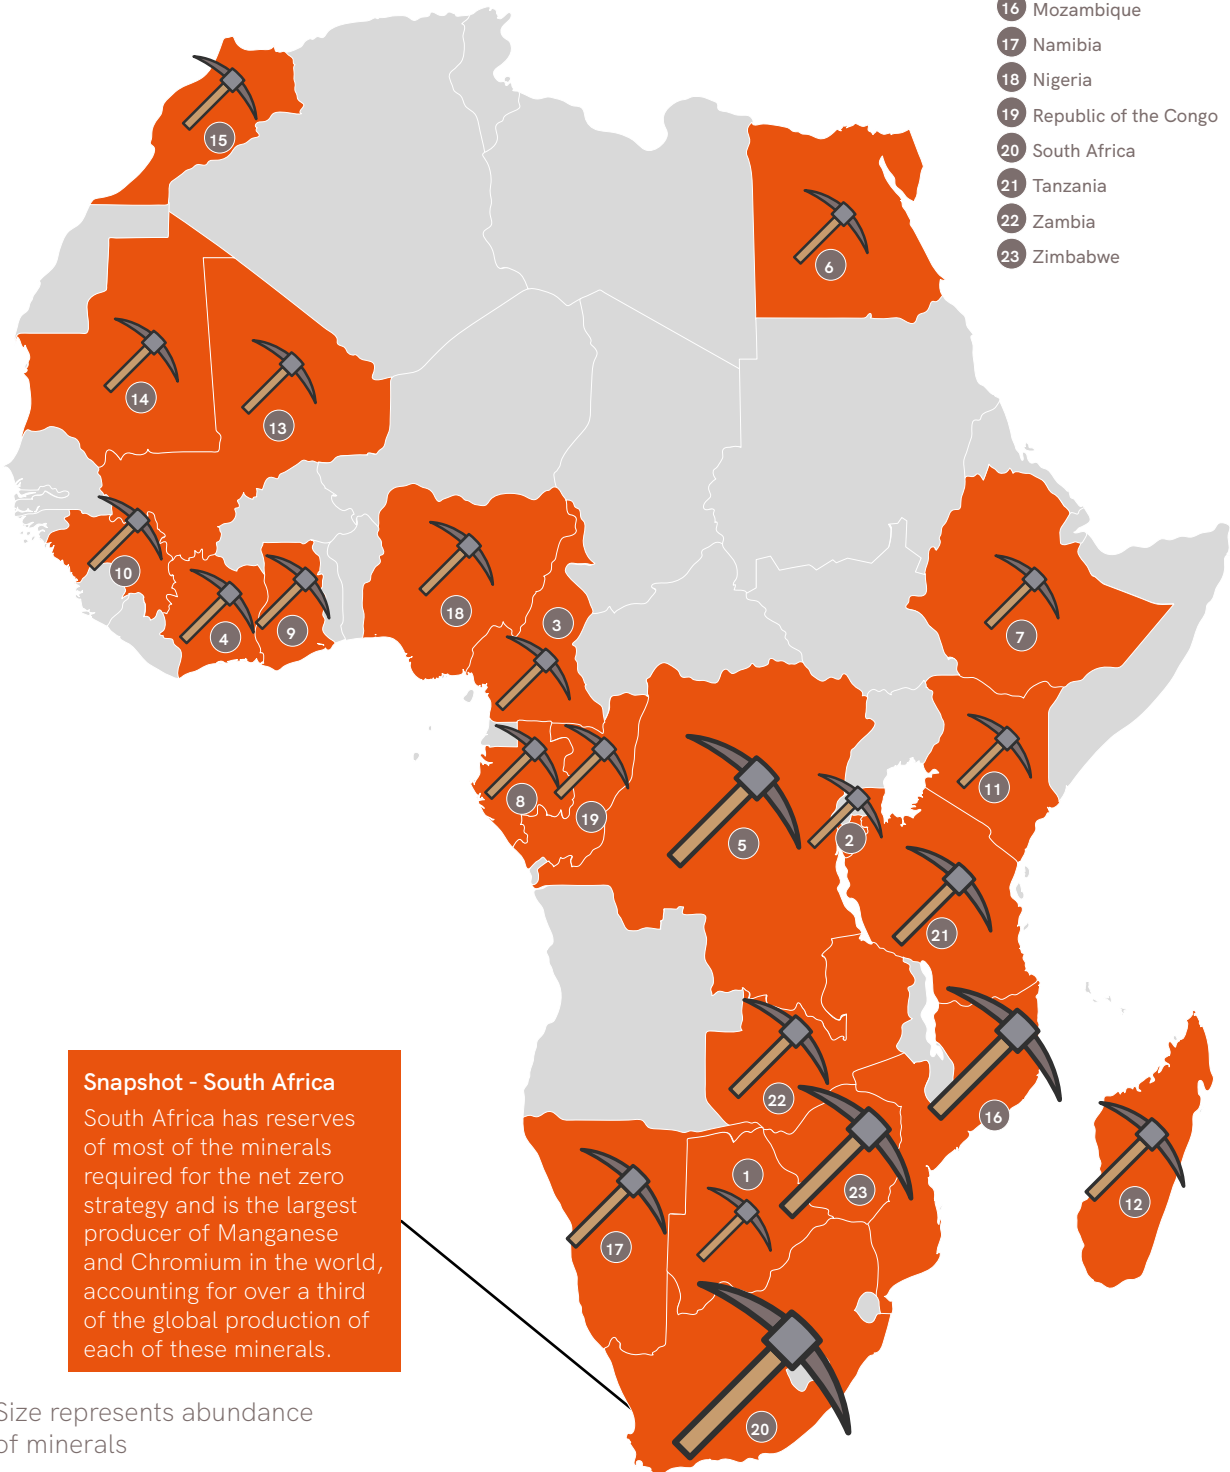 16 Mozambique
17 Namibia
18 Nigeria
19 Republic of the Congo
20 South Africa
21 Tanzania
22 Zambia
23 Zimbabwe
15
6
14
13
10
4
9
18
3
7
8
19
5
2
11
21
22
16
1
23
12
17
20
Snapshot - South Africa
South Africa has reserves
of most of the minerals
required for the net zero
strategy and is the largest
producer of Manganese
and Chromium in the world,
accounting for over a third
of the global production of
each of these minerals.
Size represents abundance
of minerals